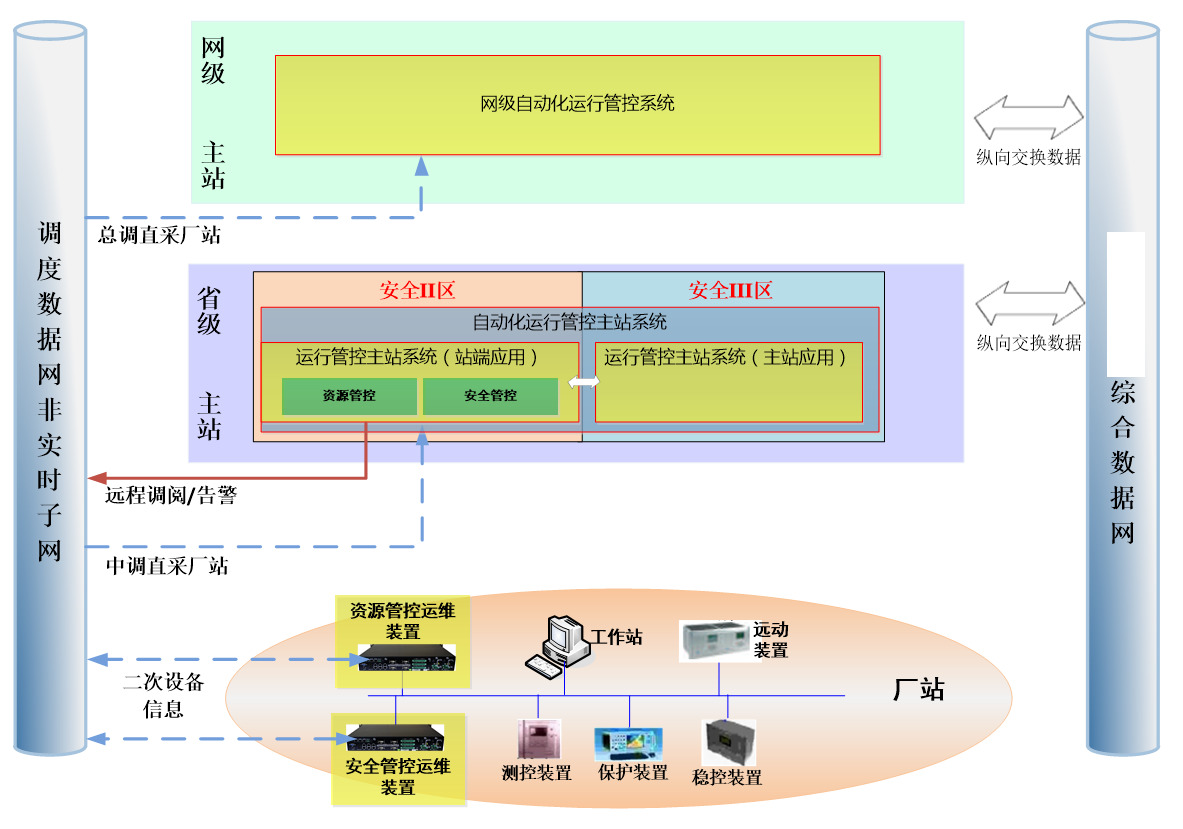 网级
主站
网级自动化运行管控系统
纵向交换数据
调度数据网非实时子网
总调直采厂站
省级
主站
安全II区
安全III区
自动化运行管控主站系统
运行管控主站系统（站端应用）
运行管控主站系统（主站应用）
资源管控
安全管控
纵向交换数据
综合数据网
远程调阅/告警
中调直采厂站
资源管控运维
装置
工作站
远动
装置
二次设备
信息
厂站
安全管控运维
装置
测控装置
保护装置
稳控装置